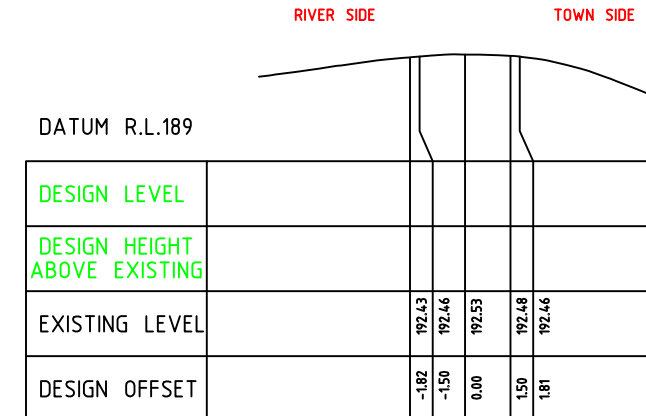 RIVER SIDE TOWN SIDE
DATUM R.L.189
DESIGN LEVEL
DESIGN HEIGHT
ABOVE EXISTING
EXISTING LEVEL 192.43 192.46 192.53 192.48 192.46
DESIGN OFFSET -1.82 -1.50 0.00 1.50 1.81